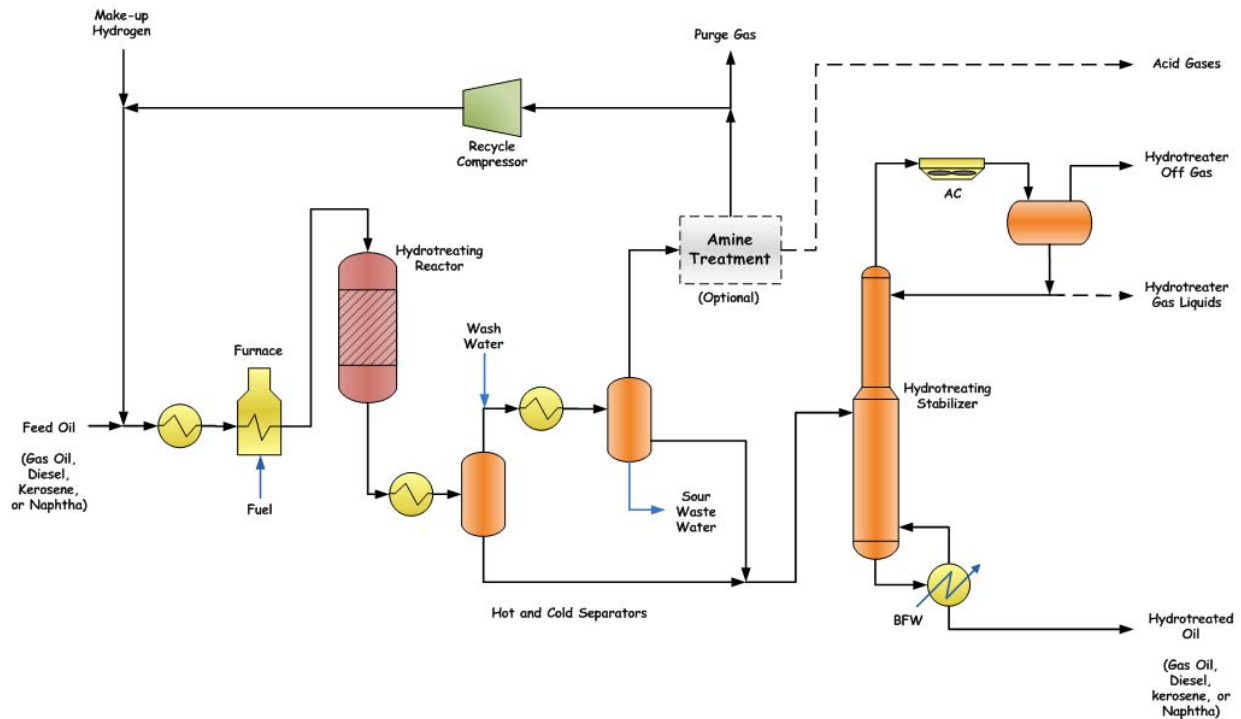 Make-up
Hydrogen
Purge Gas
Acid Gases
Recycle
Compressor
Hydrotreater
Off Gas
AC
Amine
Treatment
(Optional)
Hydrotreating
Reactor
Hydrotreater
Gas Liquids
Wash
Water
Furnace
Hydrotreating
Stabilizer
Feed Oil
(Gas Oil,
Diesel,
Kerosene,
or Naphtha)
Fuel
Sour
Waste
Water
Hot and Cold Separators
BFW
Hydrotreated
Oil
(Gas Oil,
Diesel,
kerosene, or
Naphtha)